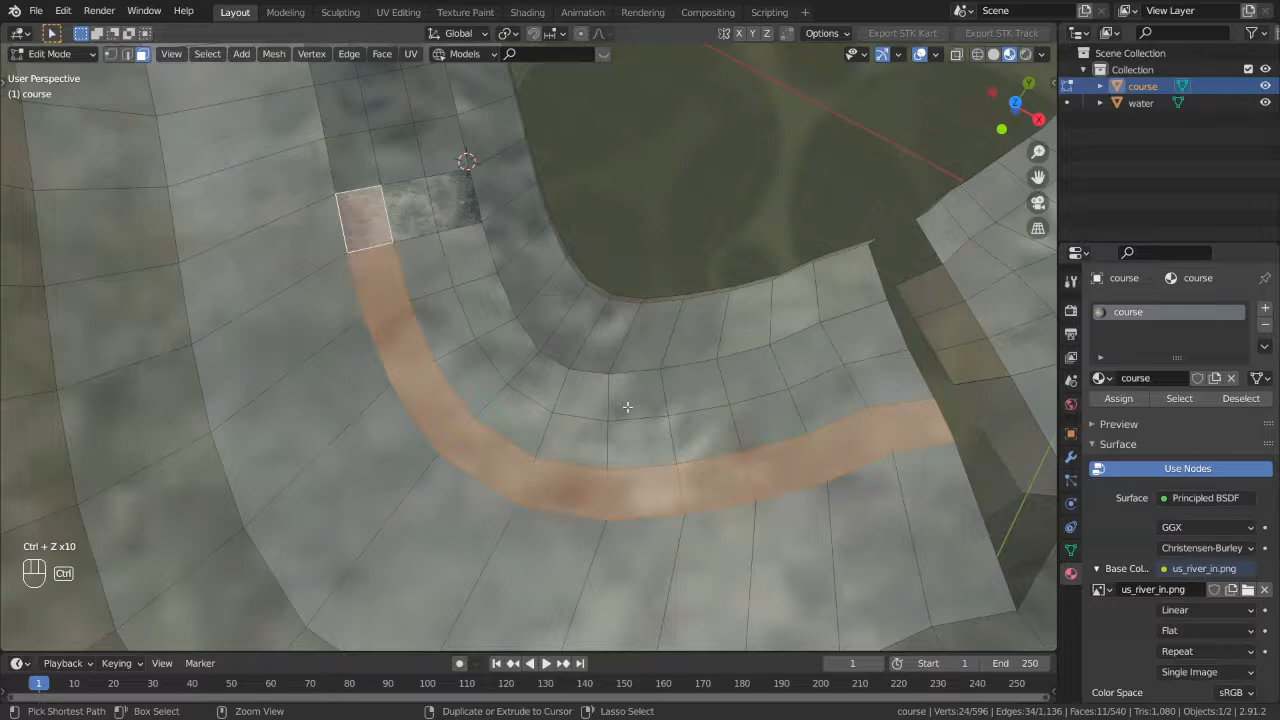 File Edit Render Window Help Layout Modeling Sculpting UV Editing Texture Paint Shading Animation Rendering Compositing Scripting + Scene View Layer
Global Options Export STK Kart Export STK Track
Edit Mode View Select Add Mesh Vertex Edge Face UV Models
X Y Z
User Perspective
(1) course
Y
Z
X
Ctrl + Z x10
Ctrl
Scene Collection
Collection
course
water
course course
course
course
Assign Select Deselect
Preview
Surface
Use Nodes
Surface Principled BSDF
GGX
Christensen-Burley
Base Col... us_river_in.png
us_river_in.png
Linear
Flat
Repeat
Single Image
Color Space sRGB
Playback Keying View Marker 1 Start 1 End 250
1 10 20 30 40 50 60 70 80 90 100 110 120 130 140 150 160 170 180 190 200 210 220 230 240 250
Pick Shortest Path Box Select Zoom View Duplicate or Extrude to Cursor Lasso Select course | Verts:24/596 | Edges:34/1,136 | Faces:11/540 | Tris:1,080 | Objects:1/2 | 2.91.2